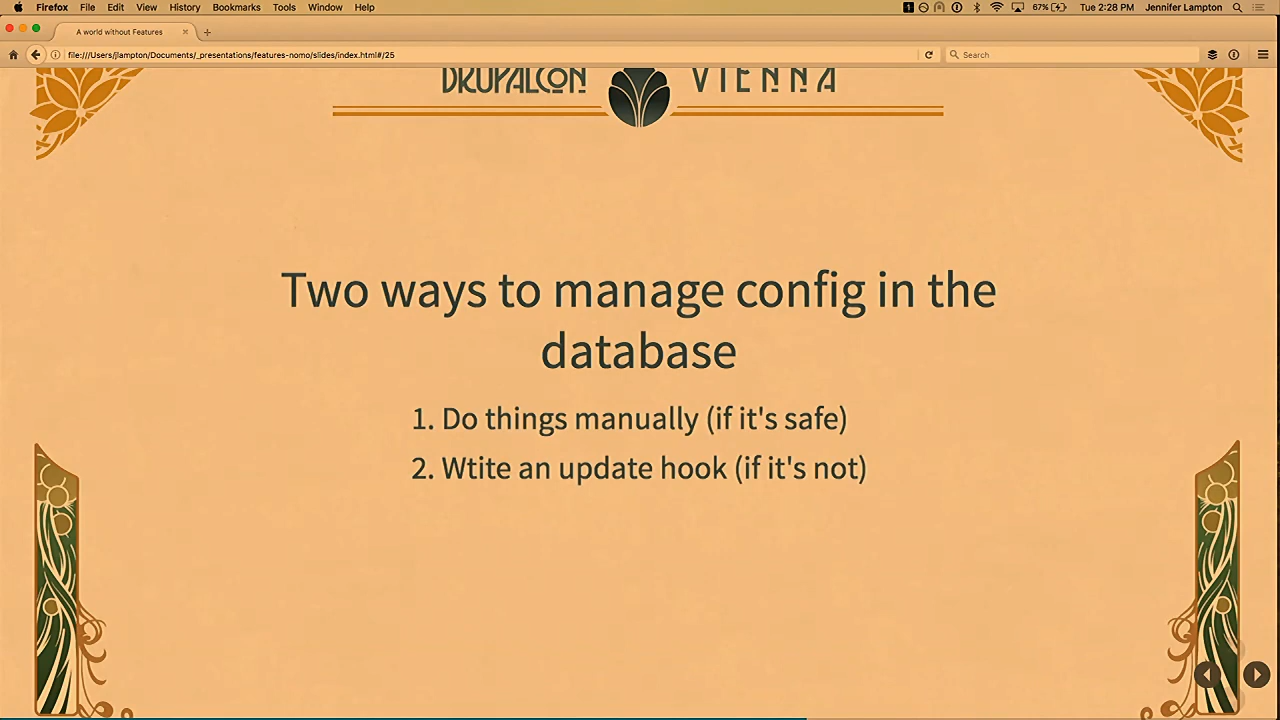 Firefox File Edit View History Bookmarks Tools Window Help 1 67% Tue 2:28 PM Jennifer Lampton
A world without Features
file:///Users/jlampton/Documents/_presentations/features-nomo/slides/index.html#/25 Search
DRUPALCON VIENNA
Two ways to manage config in the
database
1. Do things manually (if it's safe)
2. Wtite an update hook (if it's not)